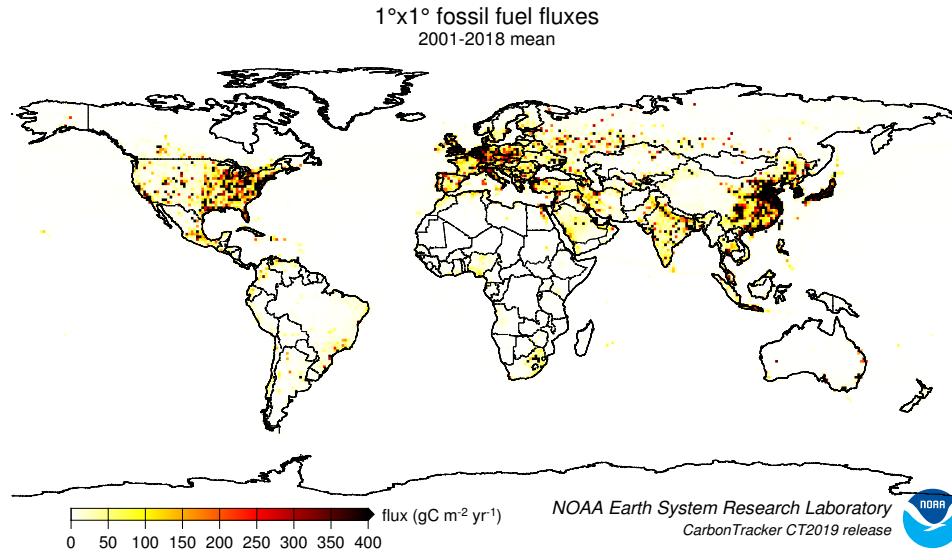 1°x1° fossil fuel fluxes
2001-2018 mean
flux (gC m⁻² yr⁻¹)
0 50 100 150 200 250 300 350 400
NOAA Earth System Research Laboratory
CarbonTracker CT2019 release
NOAA